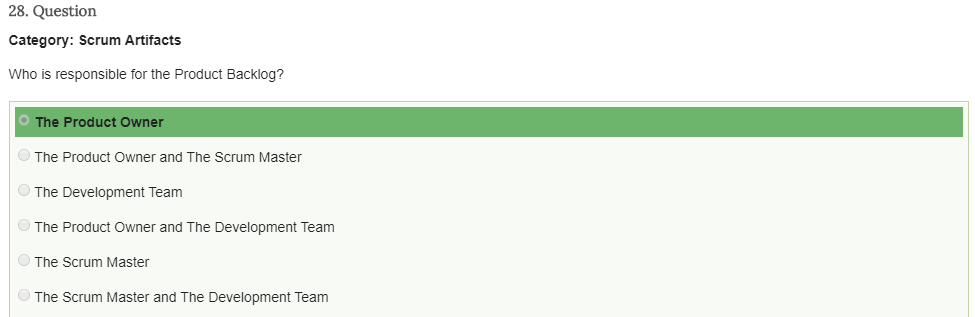 28. Question
Category: Scrum Artifacts
Who is responsible for the Product Backlog?
The Product Owner
The Product Owner and The Scrum Master
The Development Team
The Product Owner and The Development Team
The Scrum Master
The Scrum Master and The Development Team